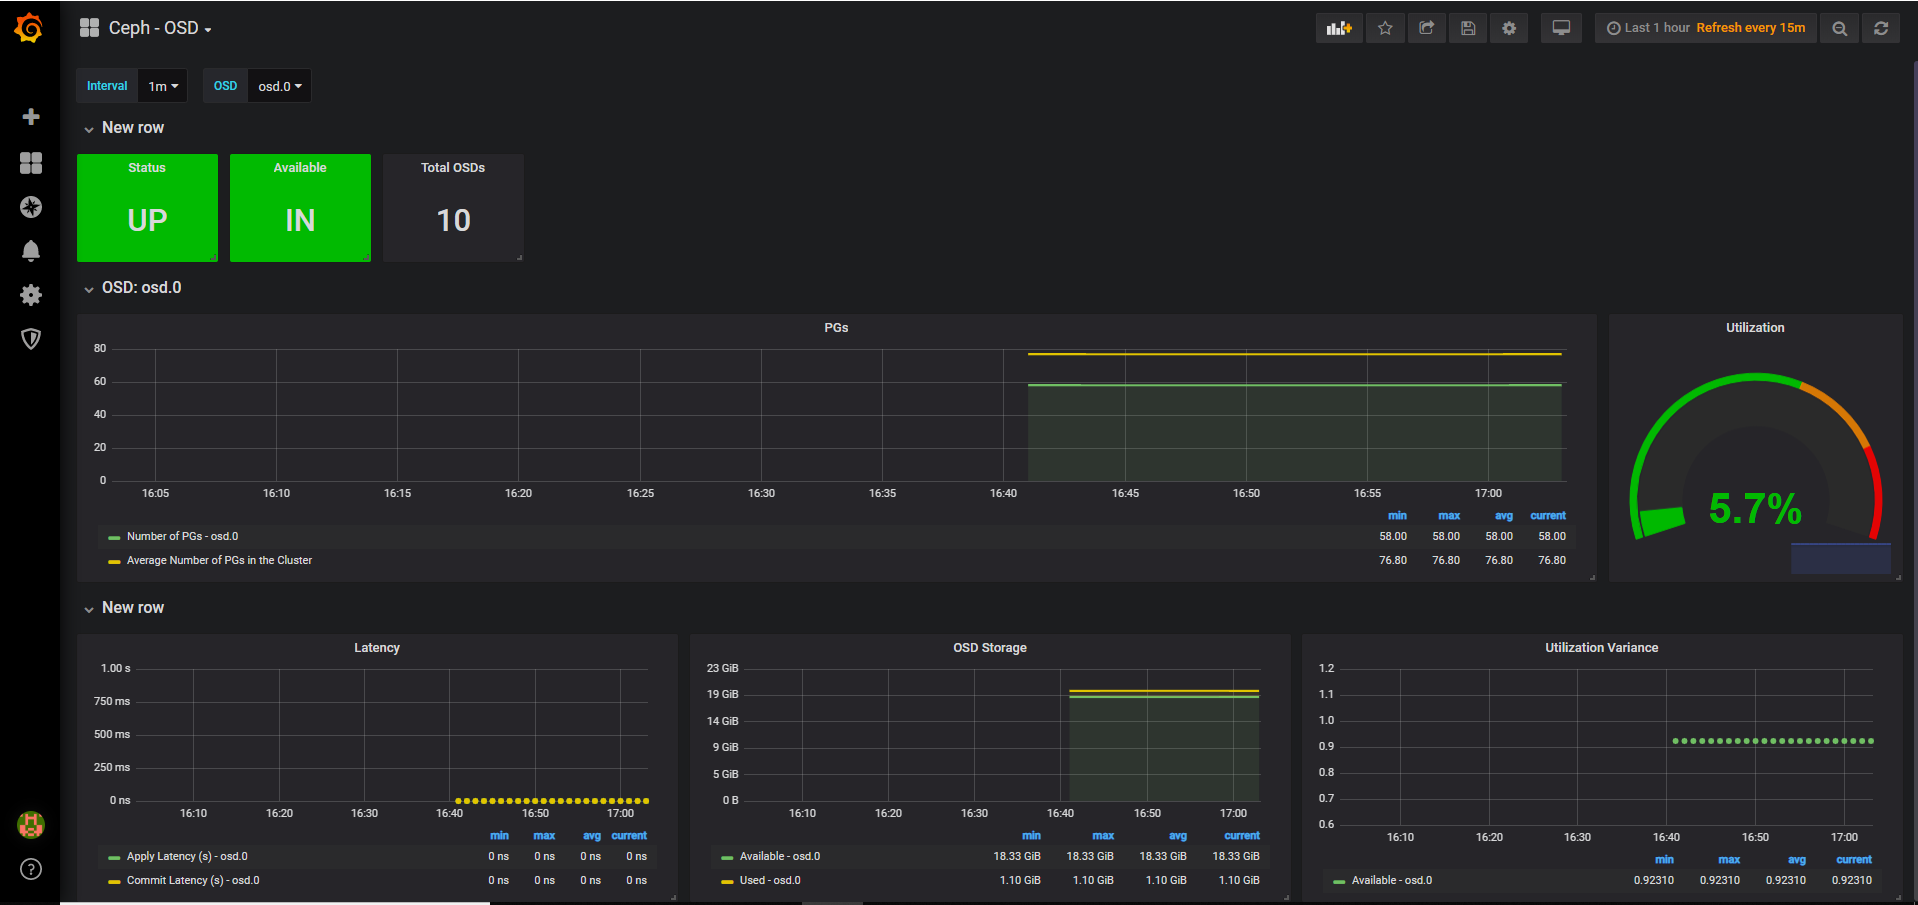 Ceph - OSD
Last 1 hour Refresh every 15m
Interval 1m OSD osd.0
New row
Status Available Total OSDs
UP IN 10
OSD: osd.0
PGs
80
60
40
20
0
16:05 16:10 16:15 16:20 16:25 16:30 16:35 16:40 16:45 16:50 16:55 17:00
min max avg current
Number of PGs - osd.0 58.00 58.00 58.00 58.00
Average Number of PGs in the Cluster 76.80 76.80 76.80 76.80
Utilization
5.7%
New row
Latency
1.00 s
750 ms
500 ms
250 ms
0 ns
16:10 16:20 16:30 16:40 16:50 17:00
min max avg current
Apply Latency (s) - osd.0 0 ns 0 ns 0 ns 0 ns
Commit Latency (s) - osd.0 0 ns 0 ns 0 ns 0 ns
OSD Storage
23 GiB
19 GiB
14 GiB
9 GiB
5 GiB
0 B
16:10 16:20 16:30 16:40 16:50 17:00
min max avg current
Available - osd.0 18.33 GiB 18.33 GiB 18.33 GiB 18.33 GiB
Used - osd.0 1.10 GiB 1.10 GiB 1.10 GiB 1.10 GiB
Utilization Variance
1.2
1.1
1.0
0.9
0.8
0.7
0.6
16:10 16:20 16:30 16:40 16:50 17:00
min max avg current
Available - osd.0 0.92310 0.92310 0.92310 0.92310